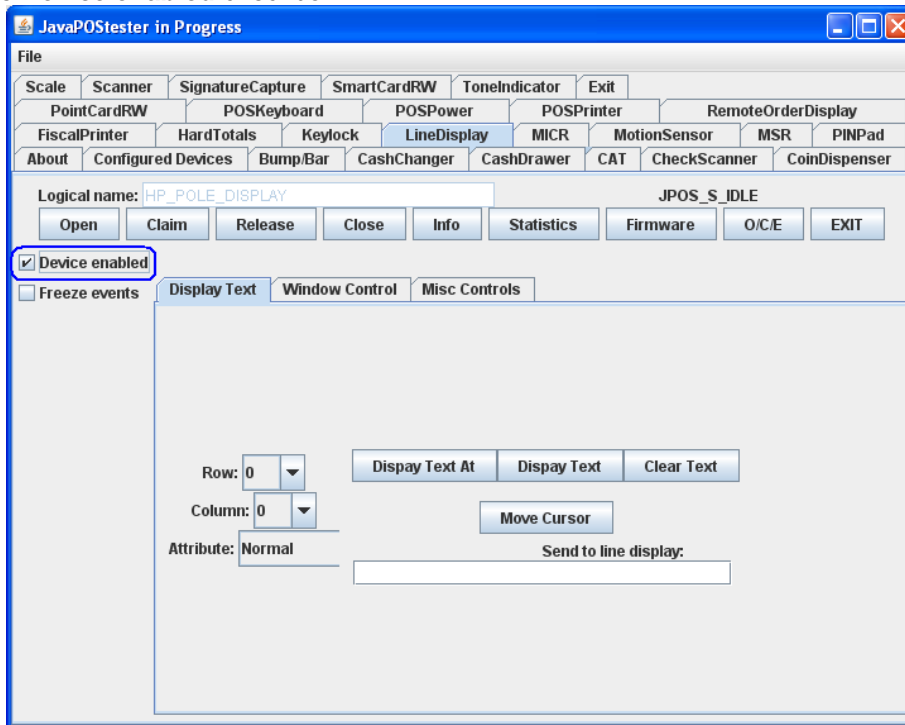 JavaPOStester in Progress
File
Scale Scanner SignatureCapture SmartCardRW ToneIndicator Exit
PointCardRW POSKeyboard POSPower POSPrinter RemoteOrderDisplay
FiscalPrinter HardTotals Keylock LineDisplay MICR MotionSensor MSR PINPad
About Configured Devices Bump/Bar CashChanger CashDrawer CAT CheckScanner CoinDispenser
Logical name: HP_POLE_DISPLAY JPOS_S_IDLE
Open Claim Release Close Info Statistics Firmware O/C/E EXIT
Device enabled
Freeze events Display Text Window Control Misc Controls
Row: 0 Dispay Text At Dispay Text Clear Text
Column: 0 Move Cursor
Attribute: Normal Send to line display: